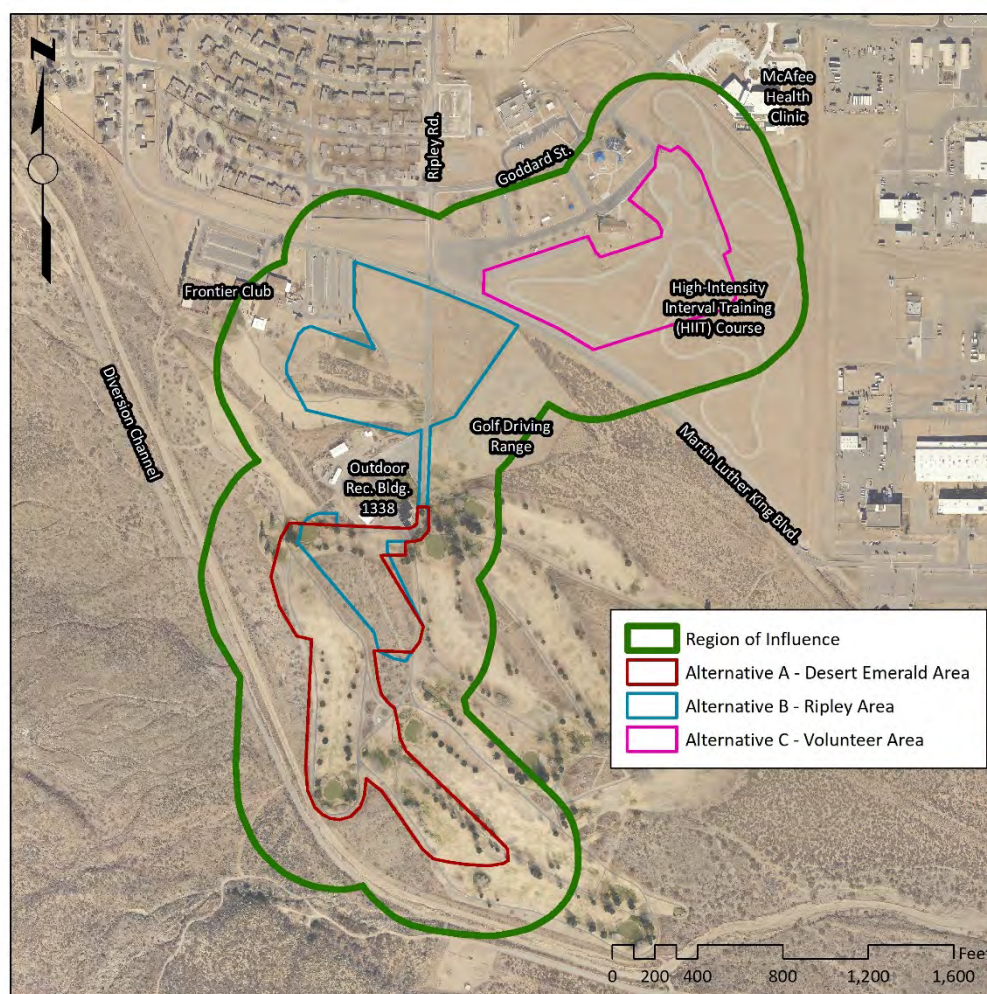 N
McAfee
Health
Clinic
Ripley Rd.
Goddard St.
Frontier Club
High-Intensity
Interval Training
(HIIT) Course
Diversion Channel
Golf Driving
Range
Martin Luther King Blvd.
Outdoor
Rec. Bldg.
1338
Region of Influence
Alternative A - Desert Emerald Area
Alternative B - Ripley Area
Alternative C - Volunteer Area
Feet
0 200 400 800 1,200 1,600